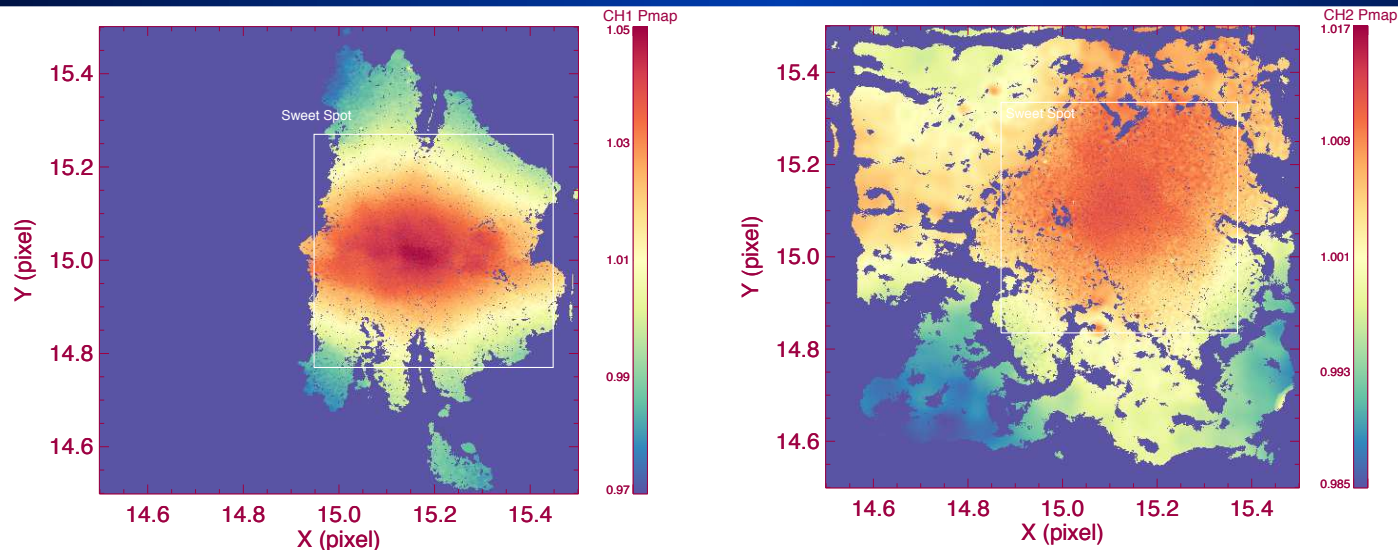 CH1 Pmap
1.05
1.03
1.01
0.99
0.97
15.4
15.2
15.0
14.8
14.6
Y (pixel)
Sweet Spot
14.6 14.8 15.0 15.2 15.4
X (pixel)
CH2 Pmap
1.017
1.009
1.001
0.993
0.985
15.4
15.2
15.0
14.8
14.6
Y (pixel)
Sweet Spot
14.6 14.8 15.0 15.2 15.4
X (pixel)